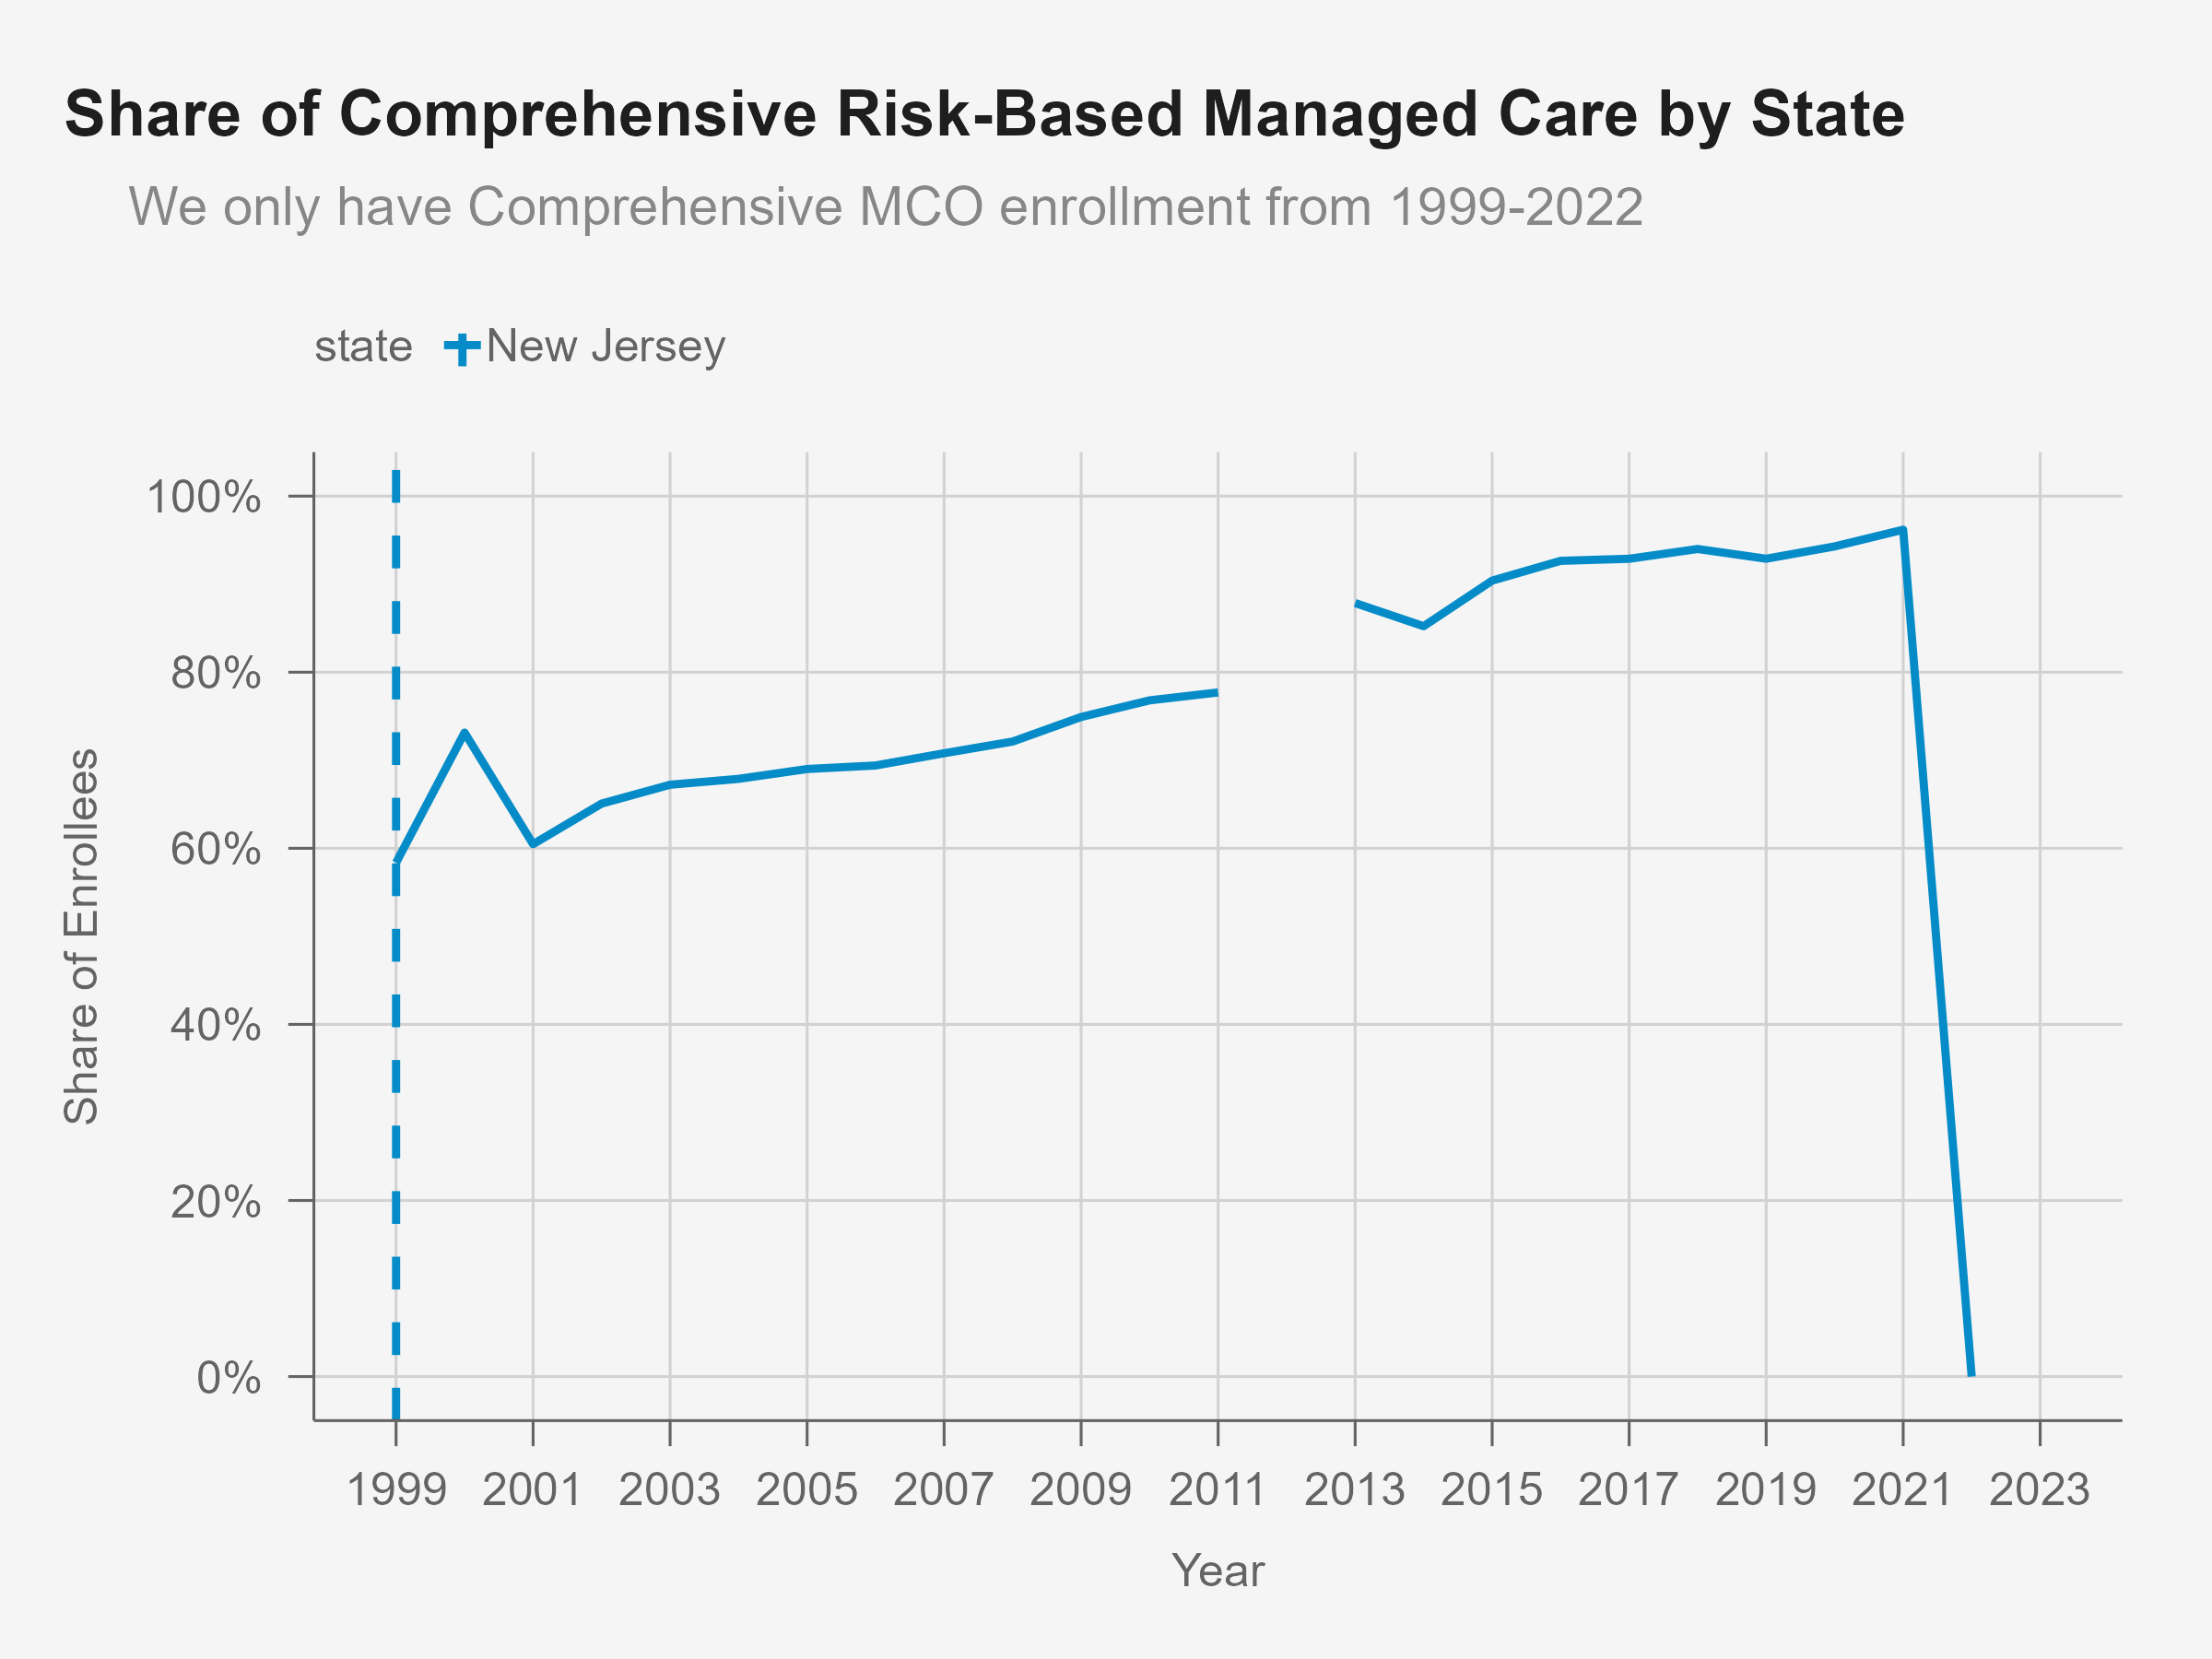 Share of Comprehensive Risk-Based Managed Care by State
We only have Comprehensive MCO enrollment from 1999-2022
state New Jersey
100%
80%
60%
40%
20%
0%
Share of Enrollees
1999 2001 2003 2005 2007 2009 2011 2013 2015 2017 2019 2021 2023
Year